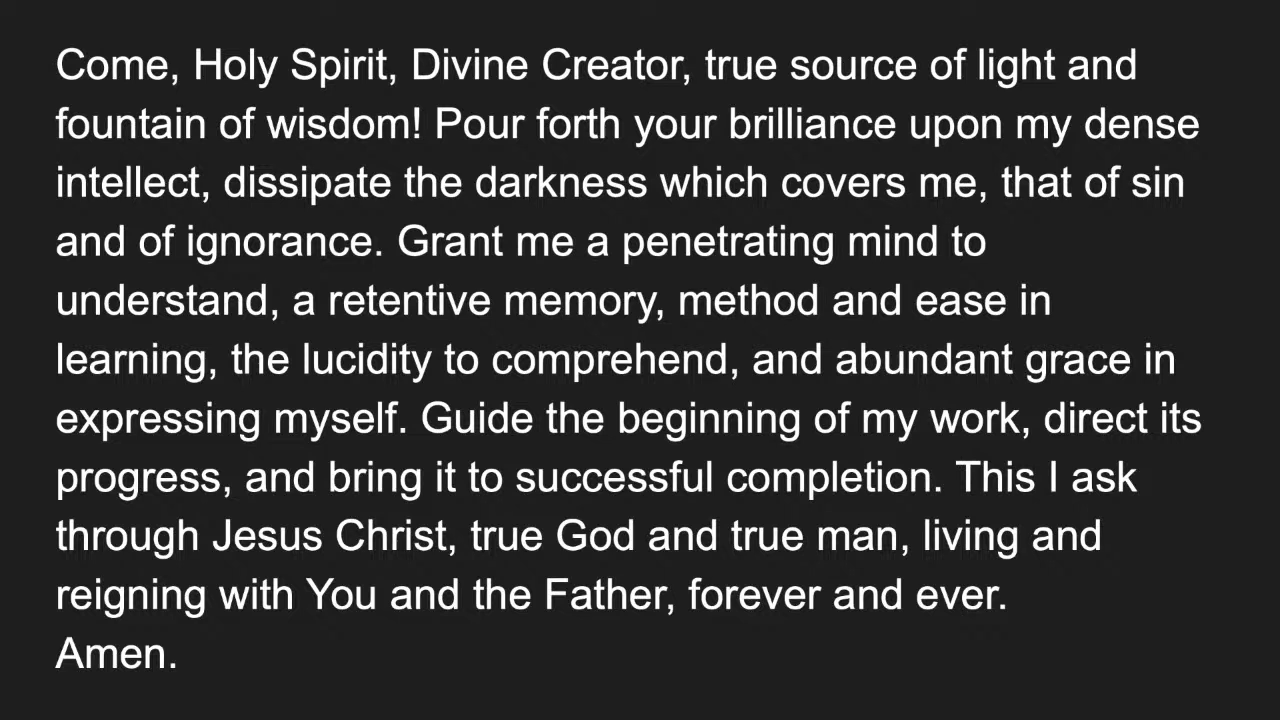 Come, Holy Spirit, Divine Creator, true source of light and
fountain of wisdom! Pour forth your brilliance upon my dense
intellect, dissipate the darkness which covers me, that of sin
and of ignorance. Grant me a penetrating mind to
understand, a retentive memory, method and ease in
learning, the lucidity to comprehend, and abundant grace in
expressing myself. Guide the beginning of my work, direct its
progress, and bring it to successful completion. This I ask
through Jesus Christ, true God and true man, living and
reigning with You and the Father, forever and ever.
Amen.